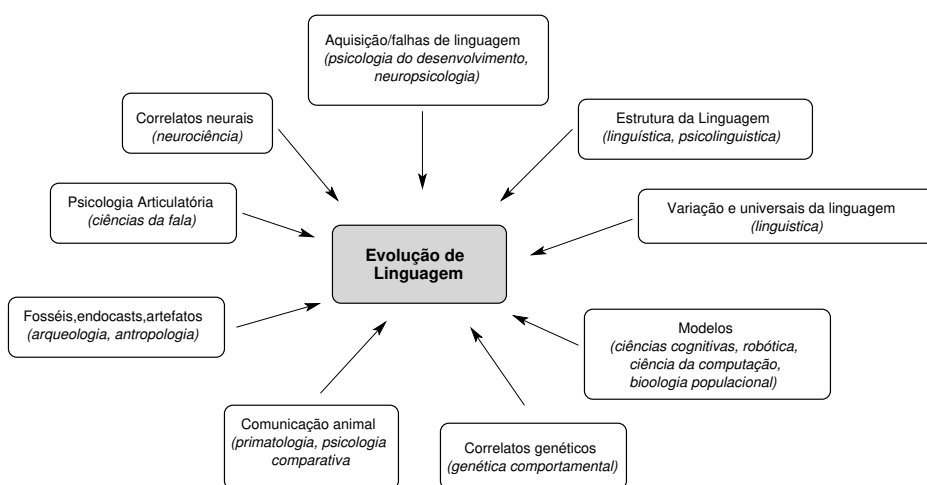 Aquisição/falhas de linguagem
(psicologia do desenvolvimento,
neuropsicologia)
Correlatos neurais
(neurociência)
Estrutura da Linguagem
(linguística, psicolinguistica)
Psicologia Articulatória
(ciências da fala)
Variação e universais da linguagem
(linguistica)
Evolução de
Linguagem
Fosséis,endocasts,artefatos
(arqueologia, antropologia)
Modelos
(ciências cognitivas, robótica,
ciência da computação,
bioologia populacional)
Comunicação animal
(primatologia, psicologia
comparativa
Correlatos genéticos
(genética comportamental)